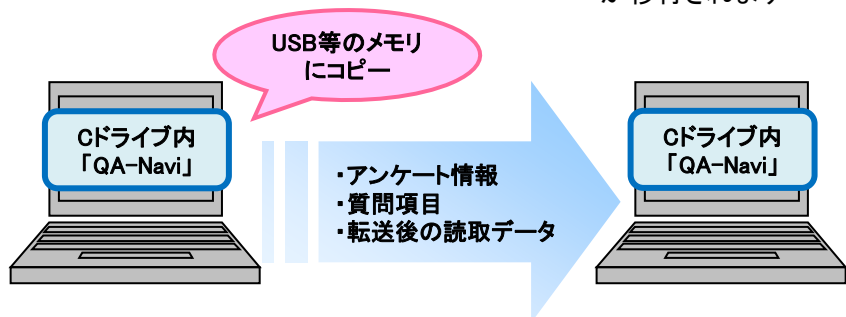 USB等のメモリ
にコピー
Cドライブ内
「QA-Navi」
・アンケート情報
・質問項目
・転送後の読取データ
Cドライブ内
「QA-Navi」